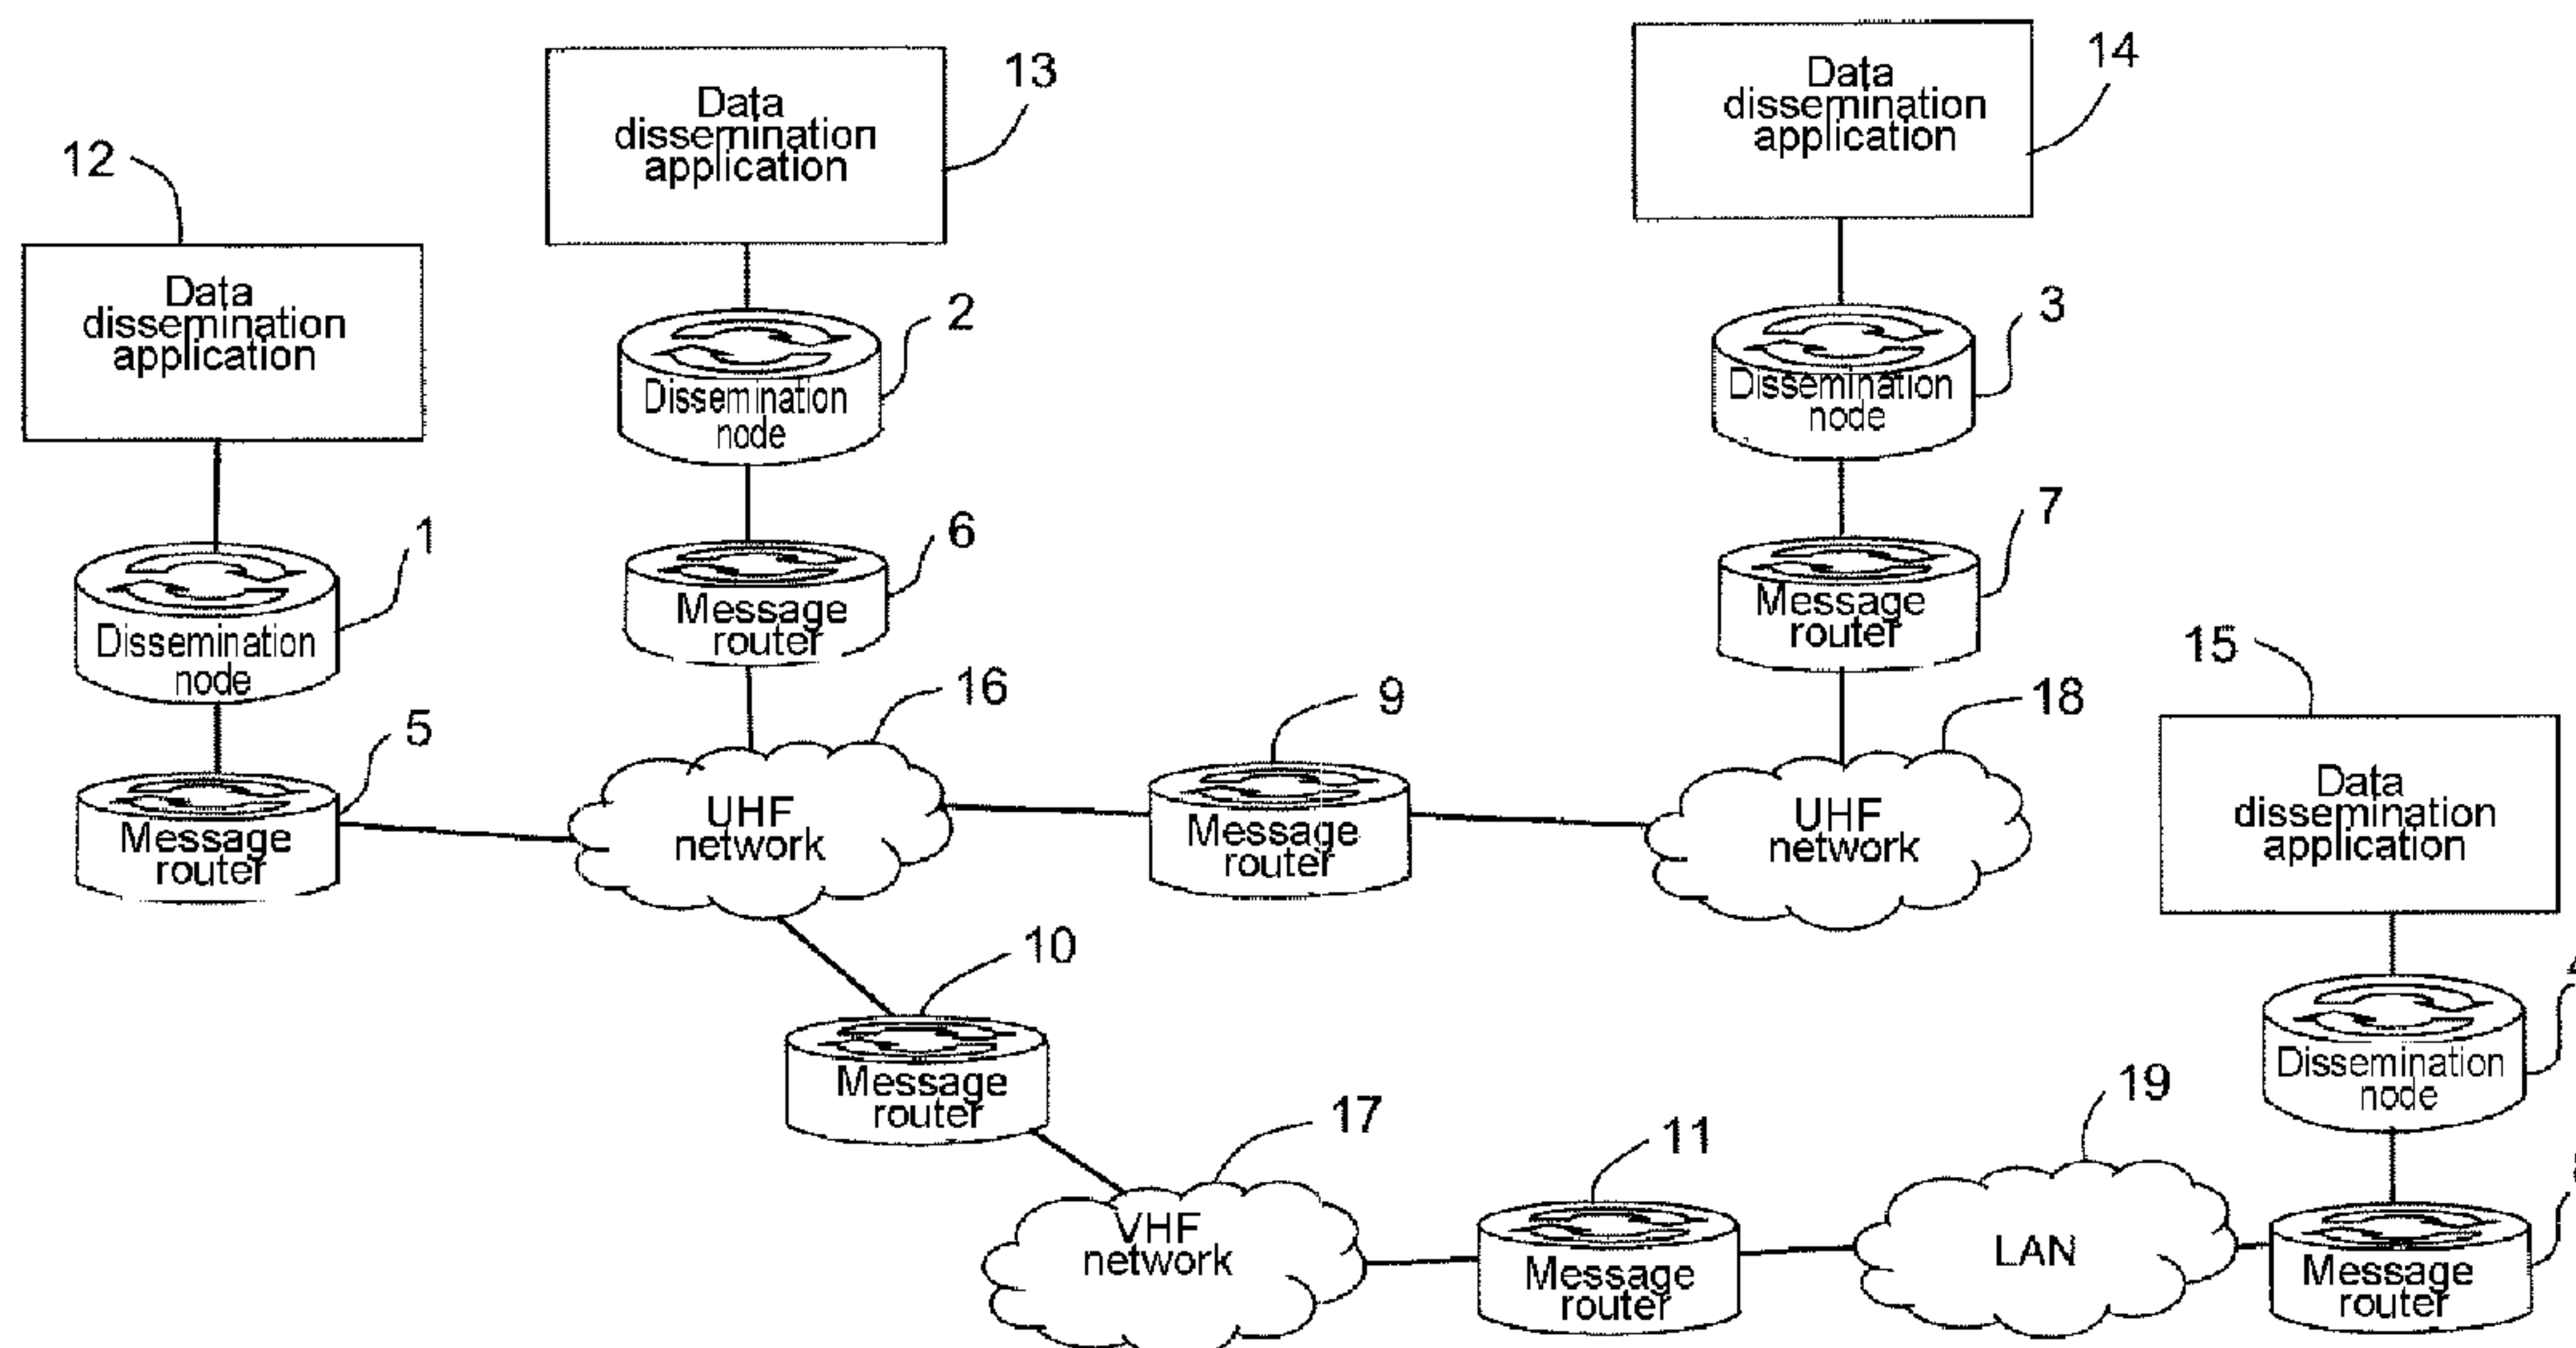 12
Data
dissemination
application
13
Data
dissemination
application
14
Data
dissemination
application
1
Dissemination
node
2
Dissemination
node
3
Dissemination
node
5
Message
router
6
Message
router
7
Message
router
16
UHF
network
9
Message
router
18
UHF
network
15
Data
dissemination
application
10
Message
router
Dissemination
node
17
VHF
network
11
Message
router
19
LAN
Message
router